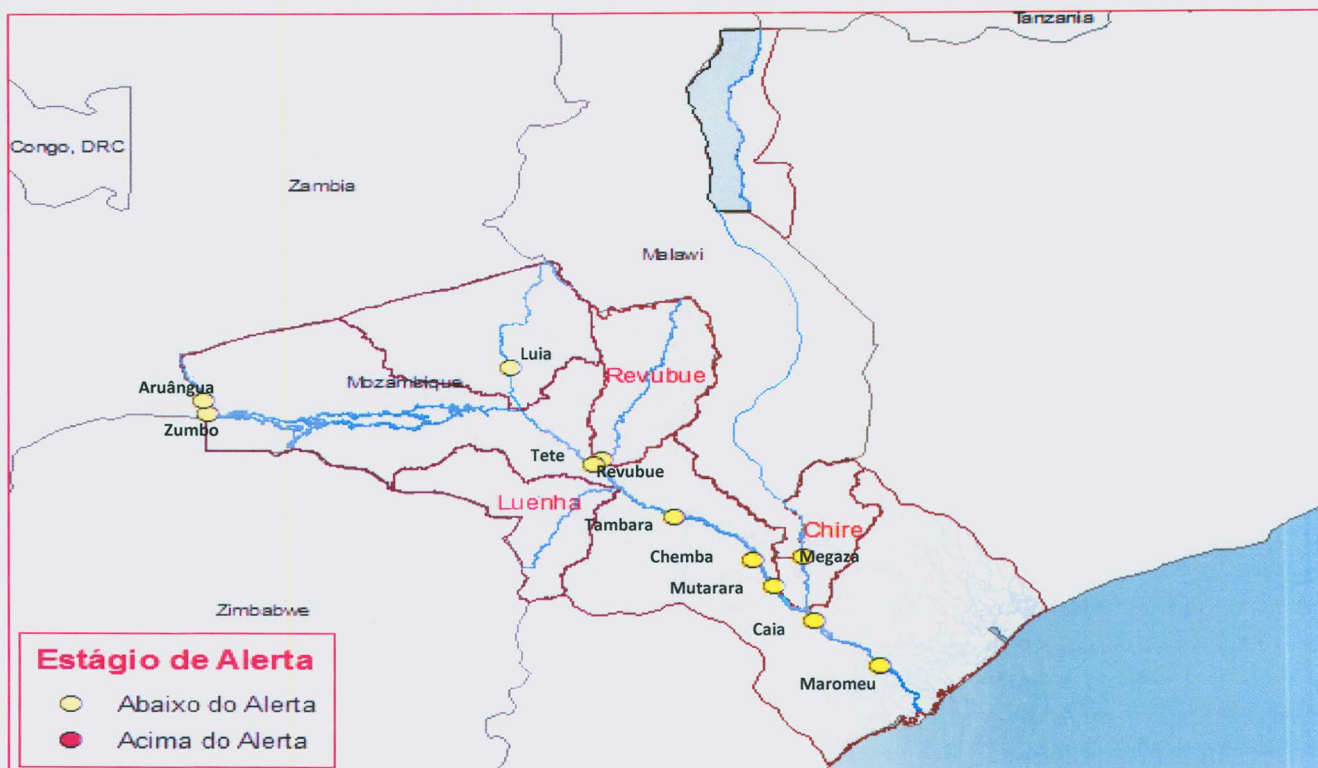 Tanzania
Congo, DRC
Zambia
Malawi
Luia
Revubue
Mozambique
Aruângua
Zumbo
Tete
Revubue
Luenha
Tambara
Chire
Chemba
Megaza
Mutarara
Zimbabwe
Caia
Maromeu
Estágio de Alerta
Abaixo do Alerta
Acima do Alerta